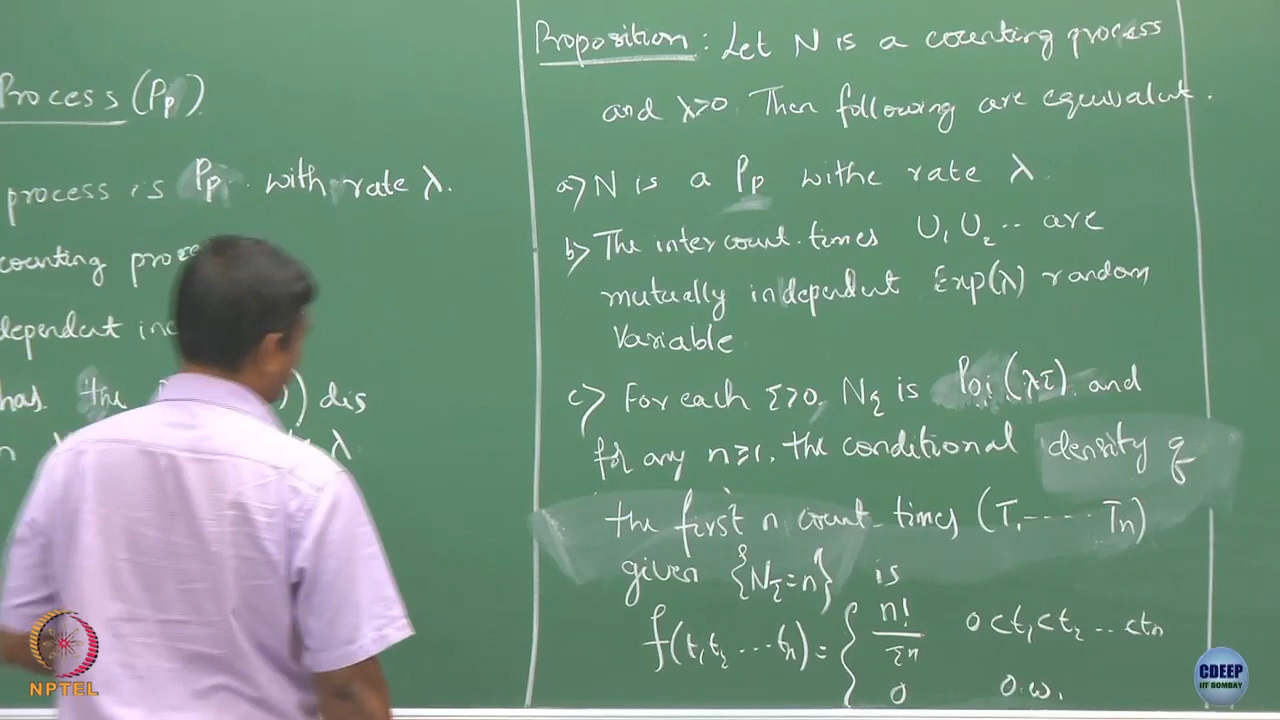 Process (Pp).
process is Pp. with rate λ.
counting proce
dependent inc
has the ) dis
n λ
Proposition: Let N is a counting process
and λ>0. Then following are equivalent.
a) N is a Pp withe rate λ.
b) The intercount times U₁ U₂ .. are
mutually independent Exp(λ) random
Variable
c) For each τ>0, Nτ is Poi(λτ). and
for any n≥1, the conditional density of
the first n count-times (T₁ ..... Tn)
given {Nτ=n} is
f(t₁ t₂ ... tn) = { n!/τⁿ 0<t₁<t₂ .. <tn
0 o.w.
NPTEL
CDEEP
IIT BOMBAY